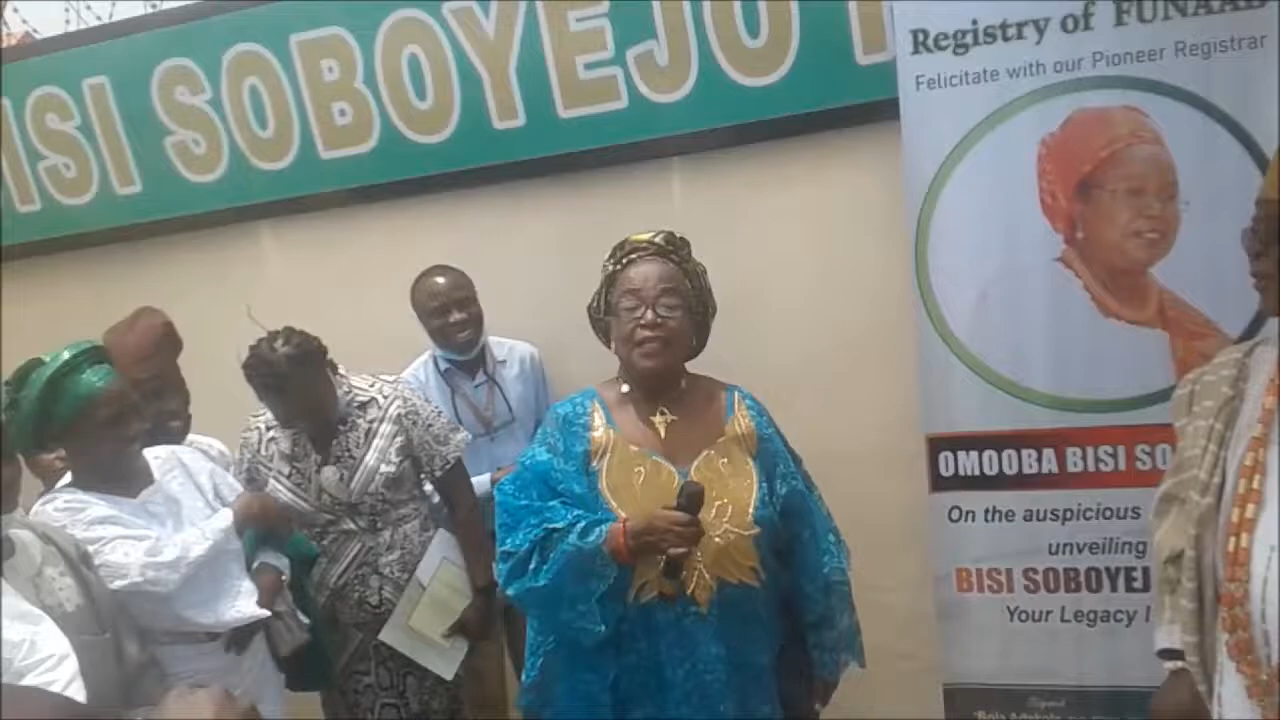 ISI SOBOYEJO
Registry of FUNAAB
Felicitate with our Pioneer Registrar
OMOOBA BISI SO
On the auspicious
unveiling
BISI SOBOYEJ
Your Legacy l